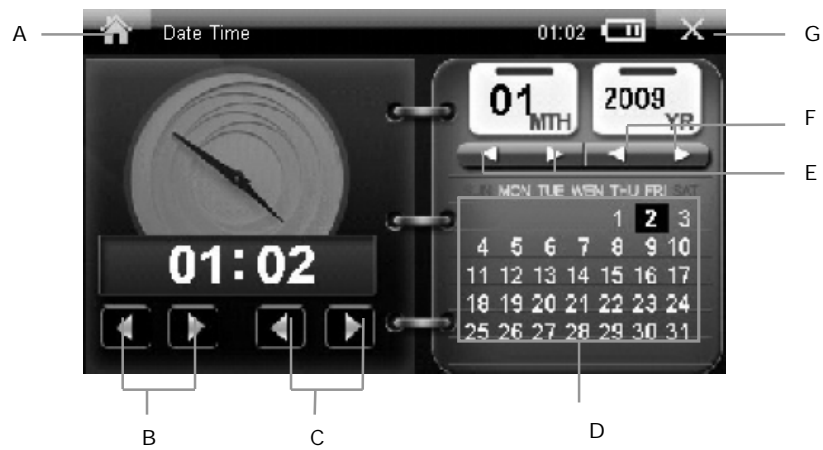 A
Date Time
01:02
G
01 MTH
2009 YR
F
E
SUN MON TUE WEN THU FRI SAT
1 2 3
4 5 6 7 8 9 10
11 12 13 14 15 16 17
18 19 20 21 22 23 24
25 26 27 28 29 30 31
01:02
B
C
D